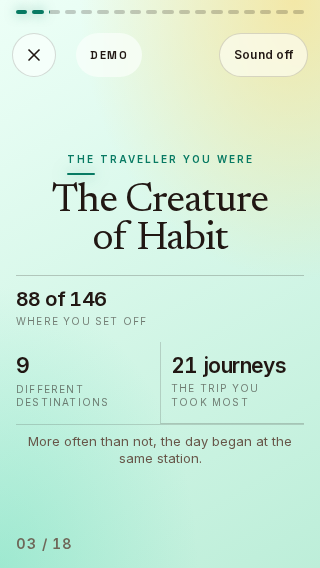 DEMO
Sound off
THE TRAVELLER YOU WERE
The Creature
of Habit
88 of 146
WHERE YOU SET OFF
9
DIFFERENT
DESTINATIONS
21 journeys
THE TRIP YOU
TOOK MOST
More often than not, the day began at the
same station.
03 / 18